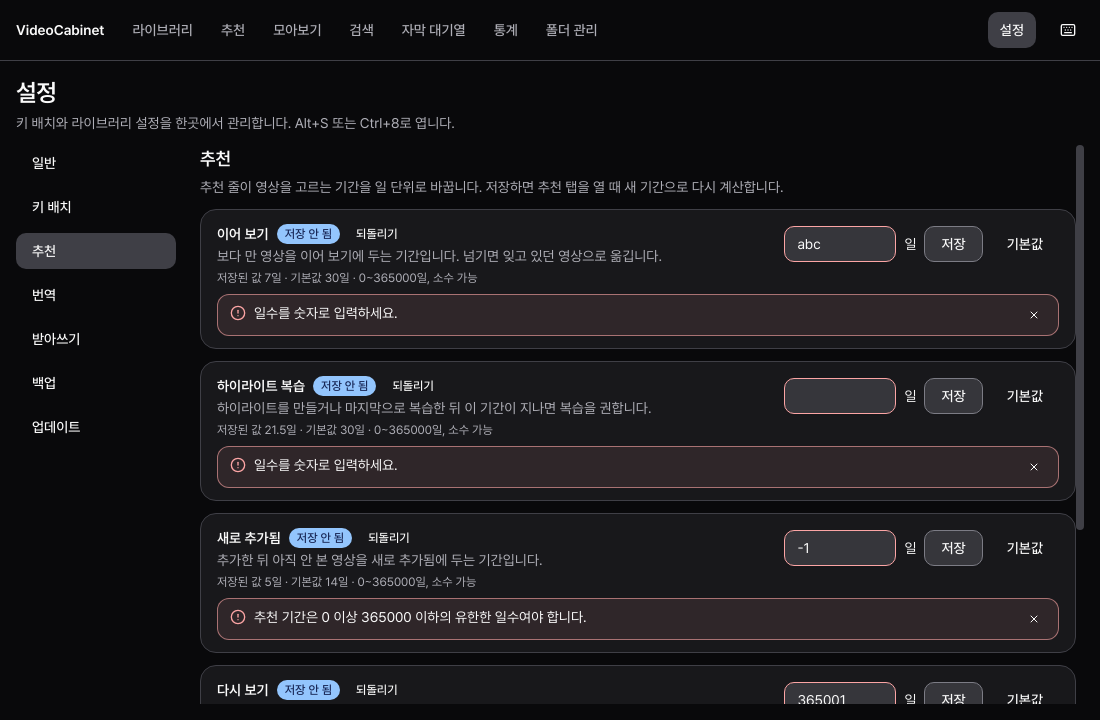 VideoCabinet 라이브러리 추천 모아보기 검색 자막 대기열 통계 폴더 관리 설정
설정
키 배치와 라이브러리 설정을 한곳에서 관리합니다. Alt+S 또는 Ctrl+8로 엽니다.
일반
키 배치
추천
번역
받아쓰기
백업
업데이트
추천
추천 줄이 영상을 고르는 기간을 일 단위로 바꿉니다. 저장하면 추천 탭을 열 때 새 기간으로 다시 계산합니다.
이어 보기 저장 안 됨 되돌리기
보다 만 영상을 이어 보기에 두는 기간입니다. 넘기면 잊고 있던 영상으로 옮깁니다.
저장된 값 7일 · 기본값 30일 · 0~365000일, 소수 가능
abc 일 저장 기본값
일수를 숫자로 입력하세요.
하이라이트 복습 저장 안 됨 되돌리기
하이라이트를 만들거나 마지막으로 복습한 뒤 이 기간이 지나면 복습을 권합니다.
저장된 값 21.5일 · 기본값 30일 · 0~365000일, 소수 가능
일 저장 기본값
일수를 숫자로 입력하세요.
새로 추가됨 저장 안 됨 되돌리기
추가한 뒤 아직 안 본 영상을 새로 추가됨에 두는 기간입니다.
저장된 값 5일 · 기본값 14일 · 0~365000일, 소수 가능
-1 일 저장 기본값
추천 기간은 0 이상 365000 이하의 유한한 일수여야 합니다.
다시 보기 저장 안 됨 되돌리기
365001 일 저장 기본값